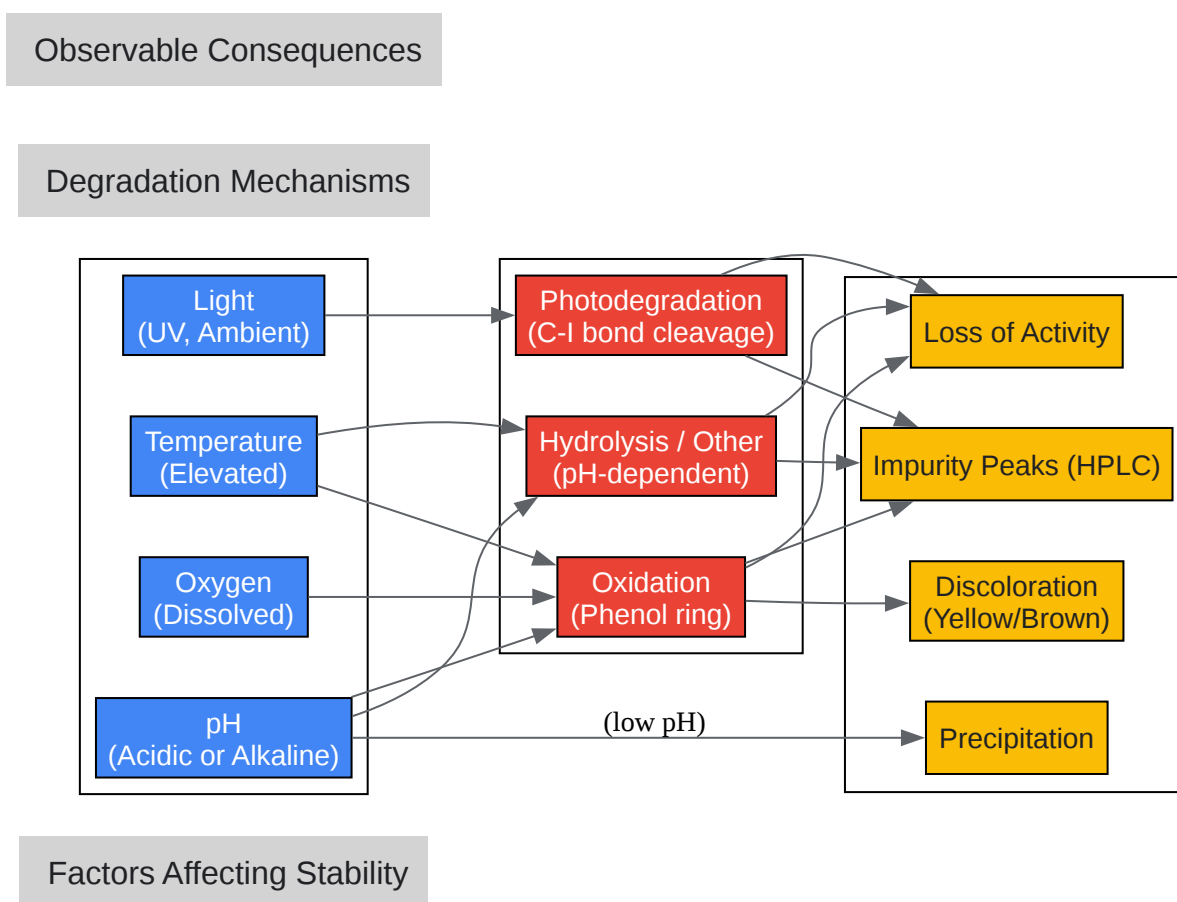 Observable Consequences
Degradation Mechanisms
Light
(UV, Ambient)
Temperature
(Elevated)
Oxygen
(Dissolved)
pH
(Acidic or Alkaline)
Photodegradation
(C-I bond cleavage)
Hydrolysis / Other
(pH-dependent)
Oxidation
(Phenol ring)
(low pH)
Loss of Activity
Impurity Peaks (HPLC)
Discoloration
(Yellow/Brown)
Precipitation
Factors Affecting Stability